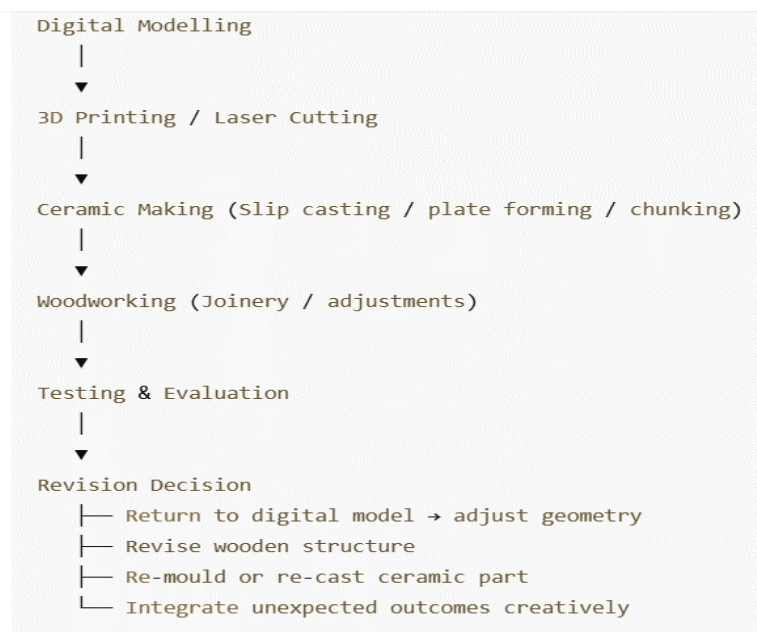 Digital Modelling
3D Printing / Laser Cutting
Ceramic Making (Slip casting / plate forming / chunking)
Woodworking (Joinery / adjustments)
Testing & Evaluation
Revision Decision
├── Return to digital model → adjust geometry
├── Revise wooden structure
├── Re-mould or re-cast ceramic part
└── Integrate unexpected outcomes creatively